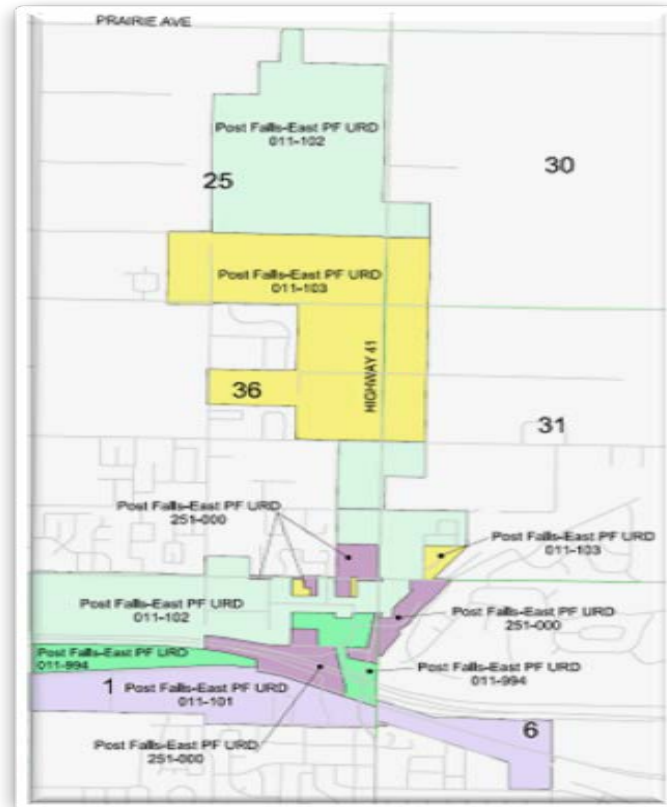 PRAIRIE AVE
Post Falls-East PF URD
011-102
25
30
Post Falls-East PF URD
011-103
HIGHWAY 41
36
31
Post Falls-East PF URD
251-000
Post Falls-East PF URD
011-103
Post Falls-East PF URD
011-102
Post Falls-East PF URD
251-000
Post Falls-East PF URD
011-994
Post Falls-East PF URD
011-994
1
Post Falls-East PF URD
011-101
6
Post Falls-East PF URD
251-000